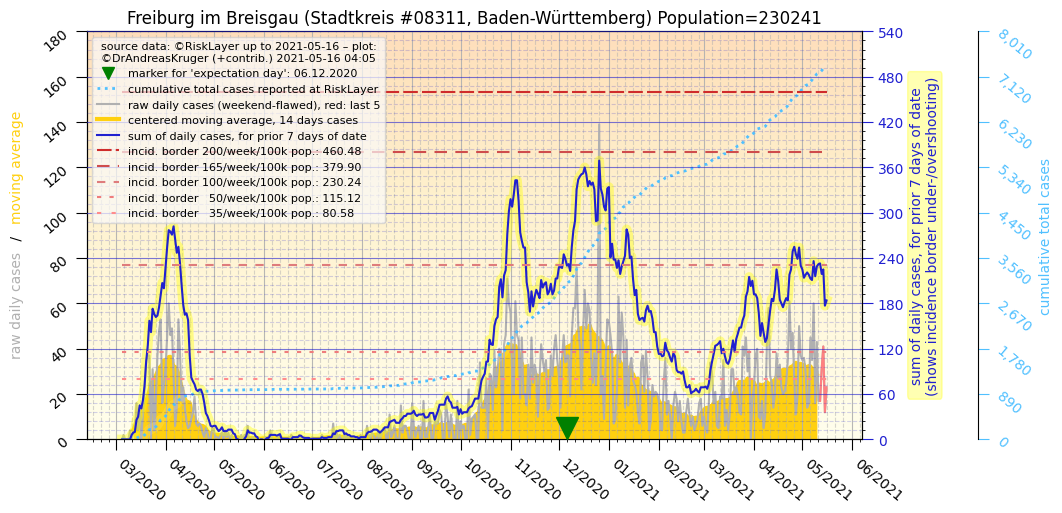 Freiburg im Breisgau (Stadtkreis #08311, Baden-Württemberg) Population=230241
source data: ©RiskLayer up to 2021-05-16 – plot:
©DrAndreasKruger (+contrib.) 2021-05-16 04:05
marker for 'expectation day': 06.12.2020
cumulative total cases reported at RiskLayer
raw daily cases (weekend-flawed), red: last 5
centered moving average, 14 days cases
sum of daily cases, for prior 7 days of date
incid. border 200/week/100k pop.: 460.48
incid. border 165/week/100k pop.: 379.90
incid. border 100/week/100k pop.: 230.24
incid. border   50/week/100k pop.: 115.12
incid. border   35/week/100k pop.: 80.58
raw daily cases / moving average
180
160
140
120
100
80
60
40
20
0
540
480
420
360
300
240
180
120
60
0
sum of daily cases, for prior 7 days of date
(shows incidence border under-/overshooting)
8,010
7,120
6,230
5,340
4,450
3,560
2,670
1,780
890
0
cumulative total cases
03/2020
04/2020
05/2020
06/2020
07/2020
08/2020
09/2020
10/2020
11/2020
12/2020
01/2021
02/2021
03/2021
04/2021
05/2021
06/2021